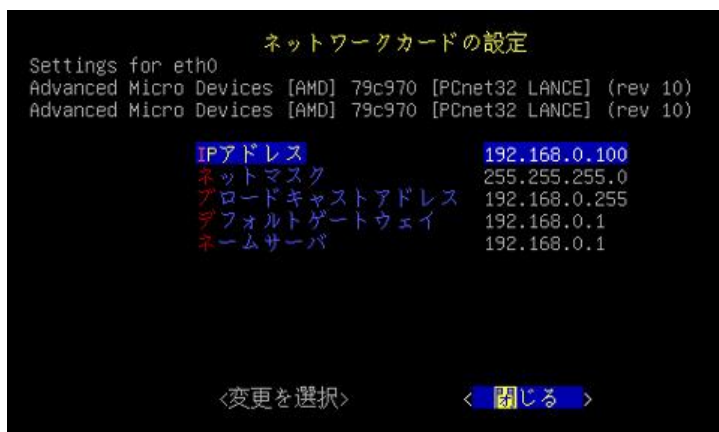 ネットワークカードの設定
Settings for eth0
Advanced Micro Devices [AMD] 79c970 [PCnet32 LANCE] (rev 10)
Advanced Micro Devices [AMD] 79c970 [PCnet32 LANCE] (rev 10)
IPアドレス 192.168.0.100
ネットマスク 255.255.255.0
ブロードキャストアドレス 192.168.0.255
デフォルトゲートウェイ 192.168.0.1
ネームサーバ 192.168.0.1
<変更を選択> < 閉じる >